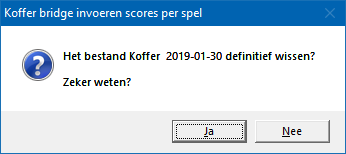 Koffer bridge invoeren scores per spel
Het bestand Koffer  2019-01-30 definitief wissen?
Zeker weten?
Ja
Nee